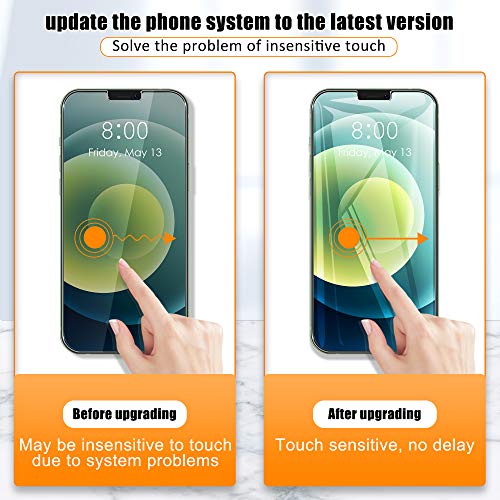 update the phone system to the latest version
Solve the problem of insensitive touch
8:00
Friday, May 13
8:00
Friday, May 13
Before upgrading
May be insensitive to touch
due to system problems
After upgrading
Touch sensitive, no delay